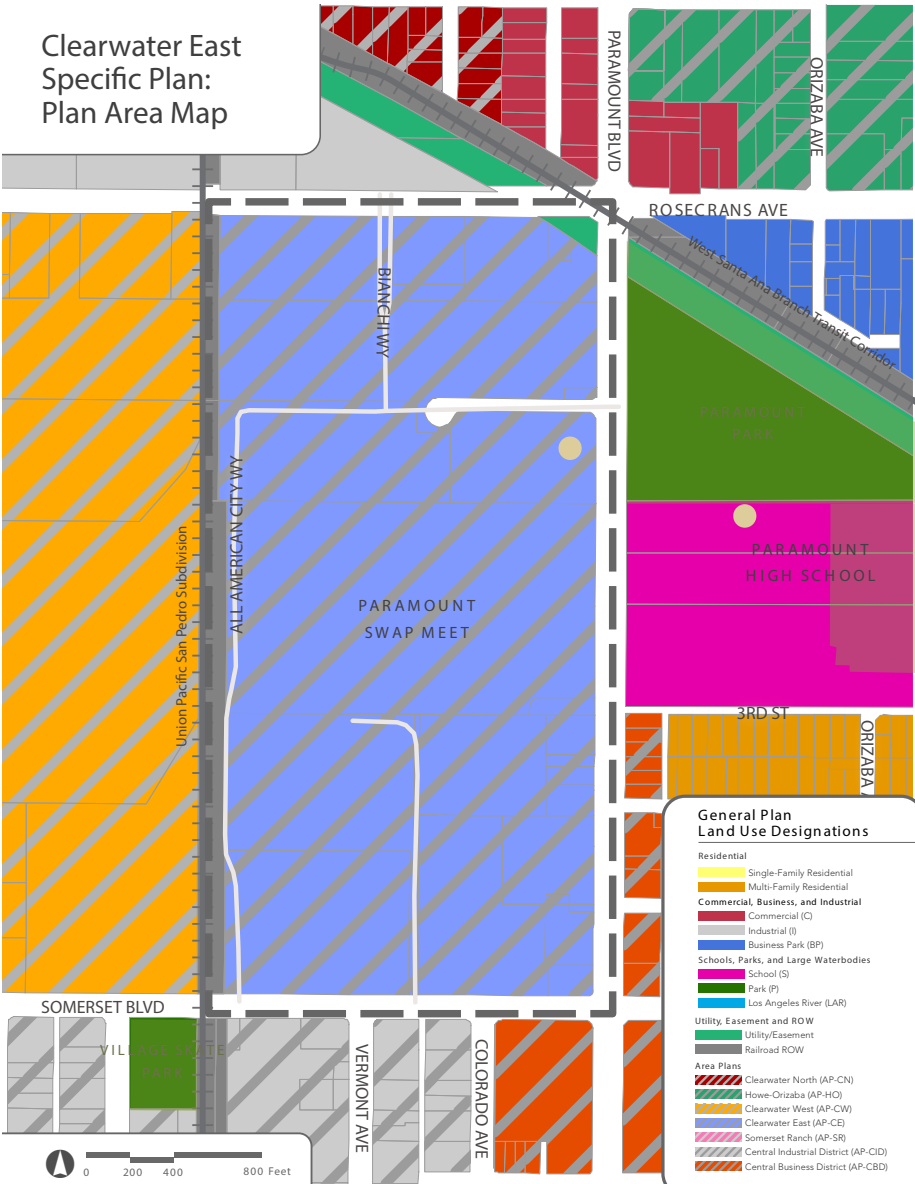 Clearwater East
Specific Plan:
Plan Area Map
PARAMOUNT BLVD
ORIZABA AVE
ROSECRANS AVE
West Santa Ana Branch Transit Corridor
BIANCHI WY
PARAMOUNT
PARK
ALL AMERICAN CITY WY
Union Pacific San Pedro Subdivision
PARAMOUNT
HIGH SCHOOL
PARAMOUNT
SWAP MEET
3RD ST
ORIZABA A
SOMERSET BLVD
VILLAGE SKATE
PARK
VERMONT AVE
COLORADO AVE
0 200 400 800 Feet
General Plan
Land Use Designations
Residential
Single-Family Residential
Multi-Family Residential
Commercial, Business, and Industrial
Commercial (C)
Industrial (I)
Business Park (BP)
Schools, Parks, and Large Waterbodies
School (S)
Park (P)
Los Angeles River (LAR)
Utility, Easement and ROW
Utility/Easement
Railroad ROW
Area Plans
Clearwater North (AP-CN)
Howe-Orizaba (AP-HO)
Clearwater West (AP-CW)
Clearwater East (AP-CE)
Somerset Ranch (AP-SR)
Central Industrial District (AP-CID)
Central Business District (AP-CBD)